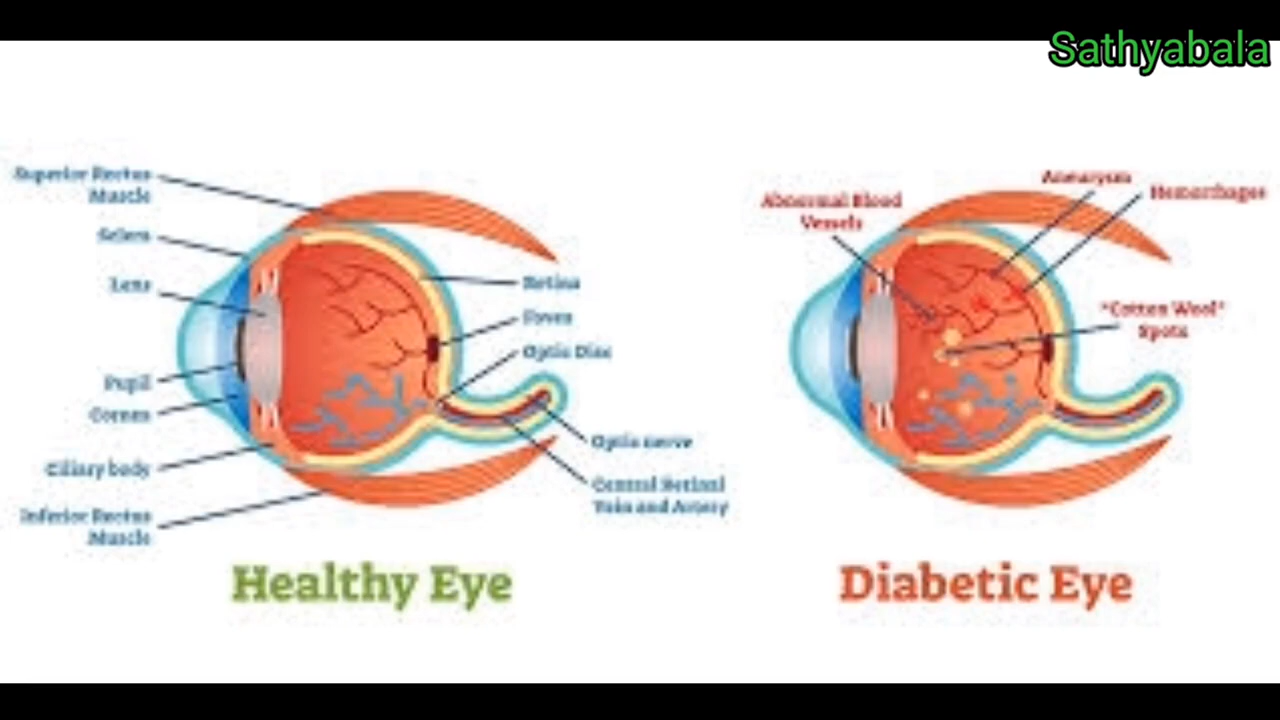 Sathyabala
Superior Rectus
Muscle
Sclera
Lens
Pupil
Cornea
Ciliary body
Inferior Rectus
Muscle
Retina
Fovea
Optic Disc
Optic nerve
Central Retinal
Vein and Artery
Healthy Eye
Abnormal Blood
Vessels
Aneurysm
Hemorrhages
"Cotton Wool"
Spots
Diabetic Eye